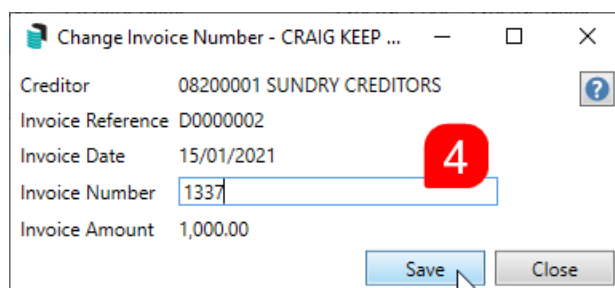 Change Invoice Number - CRAIG KEEP ...
Creditor 08200001 SUNDRY CREDITORS
?
Invoice Reference D0000002
Invoice Date 15/01/2021
4
Invoice Number 1337
Invoice Amount 1,000.00
Save Close